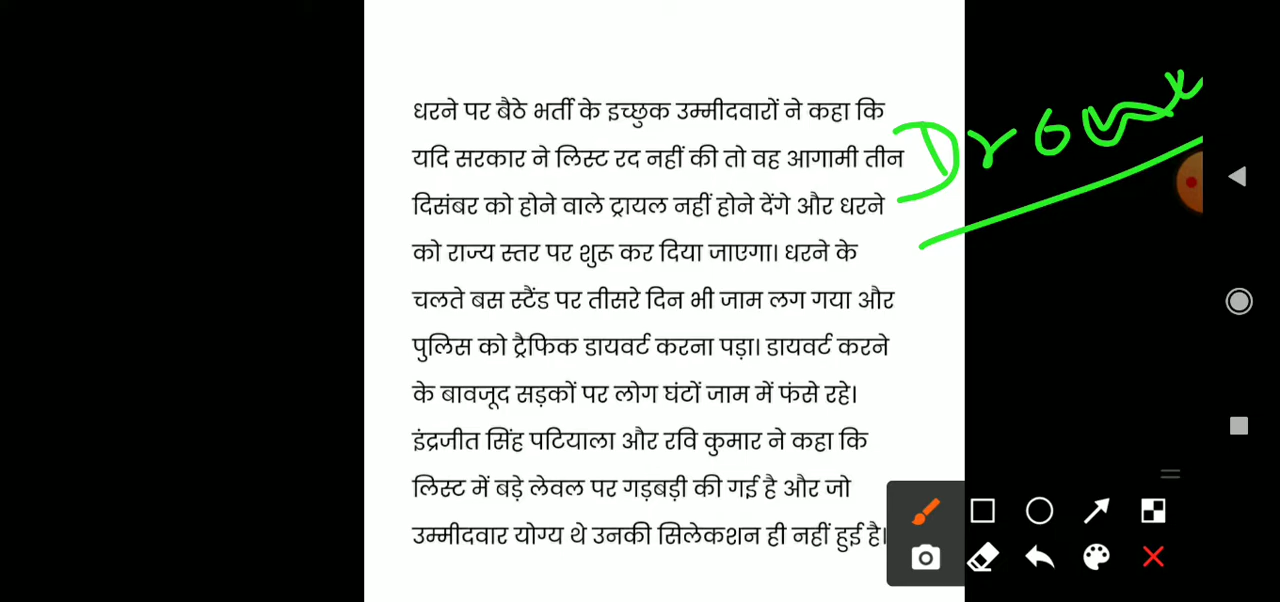 धरने पर बैठे भर्ती के इच्छुक उम्मीदवारों ने कहा कि
यदि सरकार ने लिस्ट रद नहीं की तो वह आगामी तीन
दिसंबर को होने वाले ट्रायल नहीं होने देंगे और धरने
को राज्य स्तर पर शुरू कर दिया जाएगा। धरने के
चलते बस स्टैंड पर तीसरे दिन भी जाम लग गया और
पुलिस को ट्रैफिक डायवर्ट करना पड़ा। डायवर्ट करने
के बावजूद सड़कों पर लोग घंटों जाम में फंसे रहे।
इंद्रजीत सिंह पटियाला और रवि कुमार ने कहा कि
लिस्ट में बड़े लेवल पर गड़बड़ी की गई है और जो
उम्मीदवार योग्य थे उनकी सिलेकशन ही नहीं हुई है।